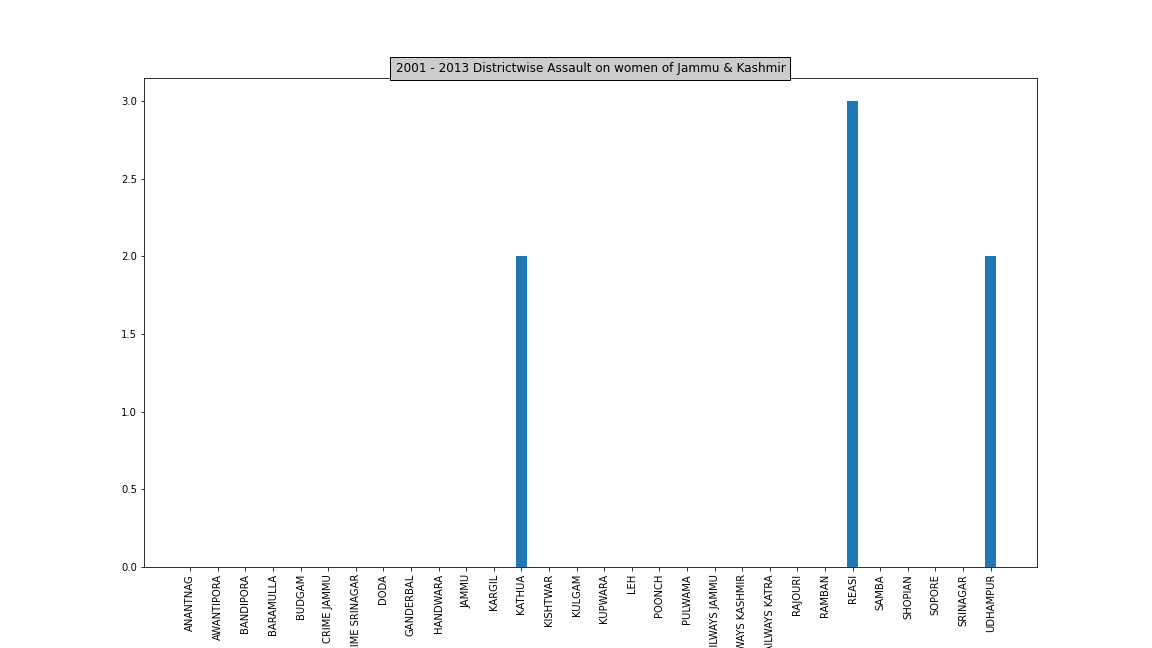 2001 - 2013 Districtwise Assault on women of Jammu & Kashmir
3.0
2.5
2.0
1.5
1.0
0.5
0.0
ANANTNAG
AWANTIPORA
BANDIPORA
BARAMULLA
BUDGAM
CRIME JAMMU
IME SRINAGAR
DODA
GANDERBAL
HANDWARA
JAMMU
KARGIL
KATHUA
KISHTWAR
KULGAM
KUPWARA
LEH
POONCH
PULWAMA
ILWAYS JAMMU
WAYS KASHMIR
AILWAYS KATRA
RAJOURI
RAMBAN
REASI
SAMBA
SHOPIAN
SOPORE
SRINAGAR
UDHAMPUR